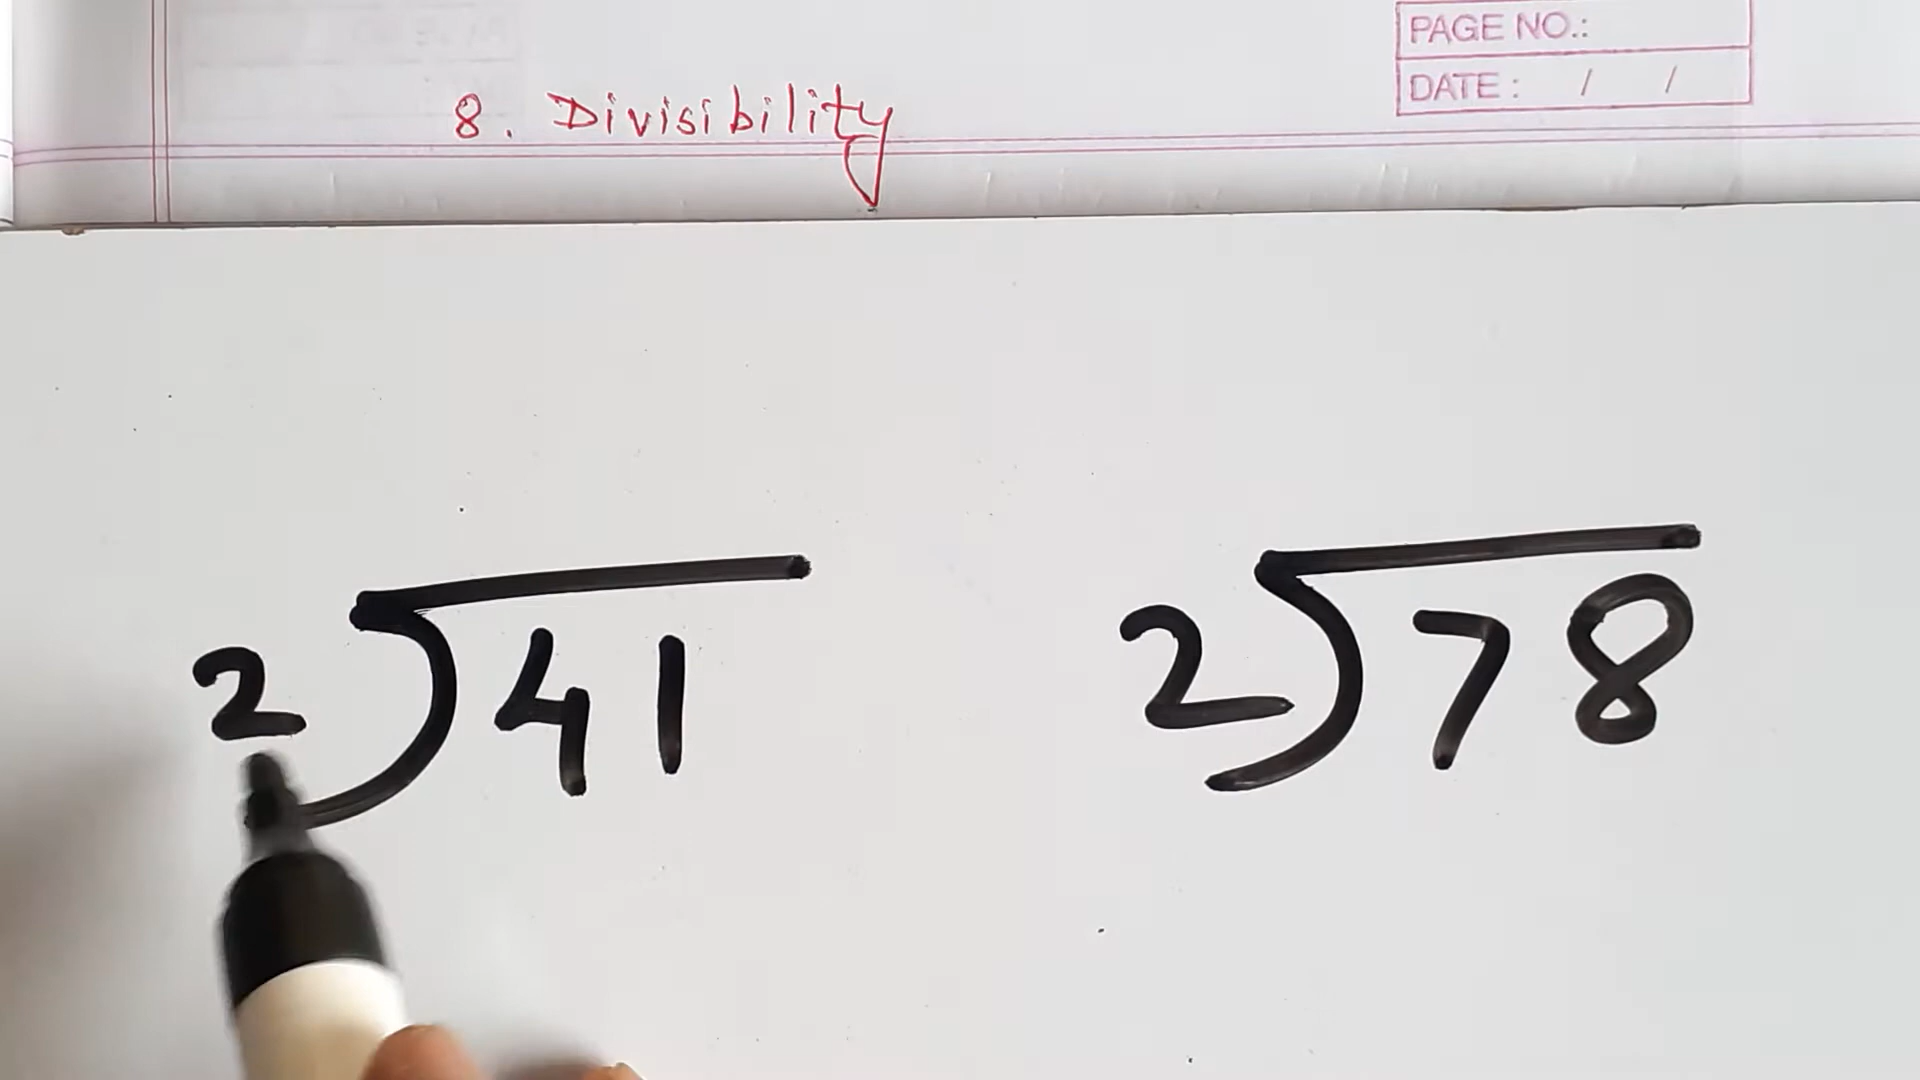 PAGE NO.:
DATE : / /
8. Divisibility
2)41
2)78